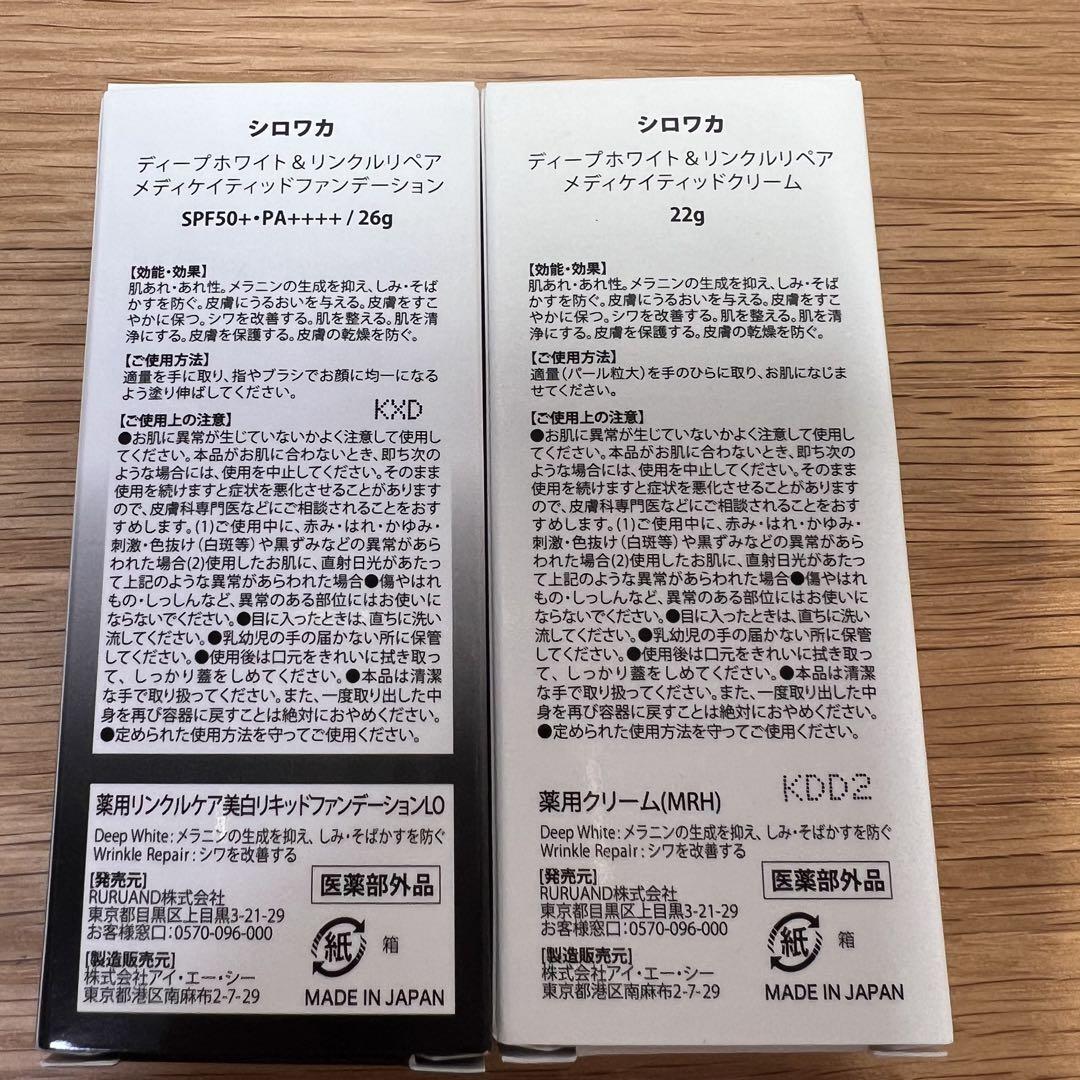 シロワカ
ディープホワイト&リンクルリペア
メディケイティッドファンデーション
SPF50+・PA++++ / 26g
【効能・効果】
肌あれ・あれ性。メラニンの生成を抑え、しみ・そば
かすを防ぐ。皮膚にうるおいを与える。皮膚をすこ
やかに保つ。シワを改善する。肌を整える。肌を清
浄にする。皮膚を保護する。皮膚の乾燥を防ぐ。
【ご使用方法】
適量を手に取り、指やブラシでお顔に均一になる
よう塗り伸ばしてください。
KXD
【ご使用上の注意】
●お肌に異常が生じていないかよく注意して使用し
てください。本品がお肌に合わないとき、即ち次の
ような場合には、使用を中止してください。そのまま
使用を続けますと症状を悪化させることがあります
ので、皮膚科専門医などにご相談されることをおす
すめします。(1)ご使用中に、赤み・はれ・かゆみ・
刺激・色抜け(白斑等)や黒ずみなどの異常があら
われた場合(2)使用したお肌に、直射日光があたっ
て上記のような異常があらわれた場合●傷やはれ
もの・しっしんなど、異常のある部位にはお使いに
ならないでください。●目に入ったときは、直ちに洗い
流してください。●乳幼児の手の届かない所に保管
してください。●使用後は口元をきれいに拭き取っ
て、しっかり蓋をしめてください。●本品は清潔
な手で取り扱ってください。また、一度取り出した中
身を再び容器に戻すことは絶対におやめください。
●定められた使用方法を守ってご使用ください。
薬用リンクルケア美白リキッドファンデーションLO
Deep White:メラニンの生成を抑え、しみ・そばかすを防ぐ
Wrinkle Repair:シワを改善する
[発売元]
RURUAND株式会社
東京都目黒区上目黒3-21-29
お客様窓口:0570-096-000
[製造販売元]
株式会社アイ・エー・シー
東京都港区南麻布2-7-29
医薬部外品
紙
箱
MADE IN JAPAN
シロワカ
ディープホワイト&リンクルリペア
メディケイティッドクリーム
22g
【効能・効果】
肌あれ・あれ性。メラニンの生成を抑え、しみ・そば
かすを防ぐ。皮膚にうるおいを与える。皮膚をすこ
やかに保つ。シワを改善する。肌を整える。肌を清
浄にする。皮膚を保護する。皮膚の乾燥を防ぐ。
【ご使用方法】
適量(パール粒大)を手のひらに取り、お肌になじま
せてください。
【ご使用上の注意】
●お肌に異常が生じていないかよく注意して使用し
てください。本品がお肌に合わないとき、即ち次の
ような場合には、使用を中止してください。そのまま
使用を続けますと症状を悪化させることがあります
ので、皮膚科専門医などにご相談されることをおす
すめします。(1)ご使用中に、赤み・はれ・かゆみ・
刺激・色抜け(白斑等)や黒ずみなどの異常があら
われた場合(2)使用したお肌に、直射日光があたっ
て上記のような異常があらわれた場合●傷やはれ
もの・しっしんなど、異常のある部位にはお使いに
ならないでください。●目に入ったときは、直ちに洗い
流してください。●乳幼児の手の届かない所に保管
してください。●使用後は口元をきれいに拭き取っ
て、しっかり蓋をしめてください。●本品は清潔
な手で取り扱ってください。また、一度取り出した中
身を再び容器に戻すことは絶対におやめください。
●定められた使用方法を守ってご使用ください。
KDD2
薬用クリーム(MRH)
Deep White:メラニンの生成を抑え、しみ・そばかすを防ぐ
Wrinkle Repair:シワを改善する
[発売元]
RURUAND株式会社
東京都目黒区上目黒3-21-29
お客様窓口:0570-096-000
[製造販売元]
株式会社アイ・エー・シー
東京都港区南麻布2-7-29
医薬部外品
紙
箱
MADE IN JAPAN